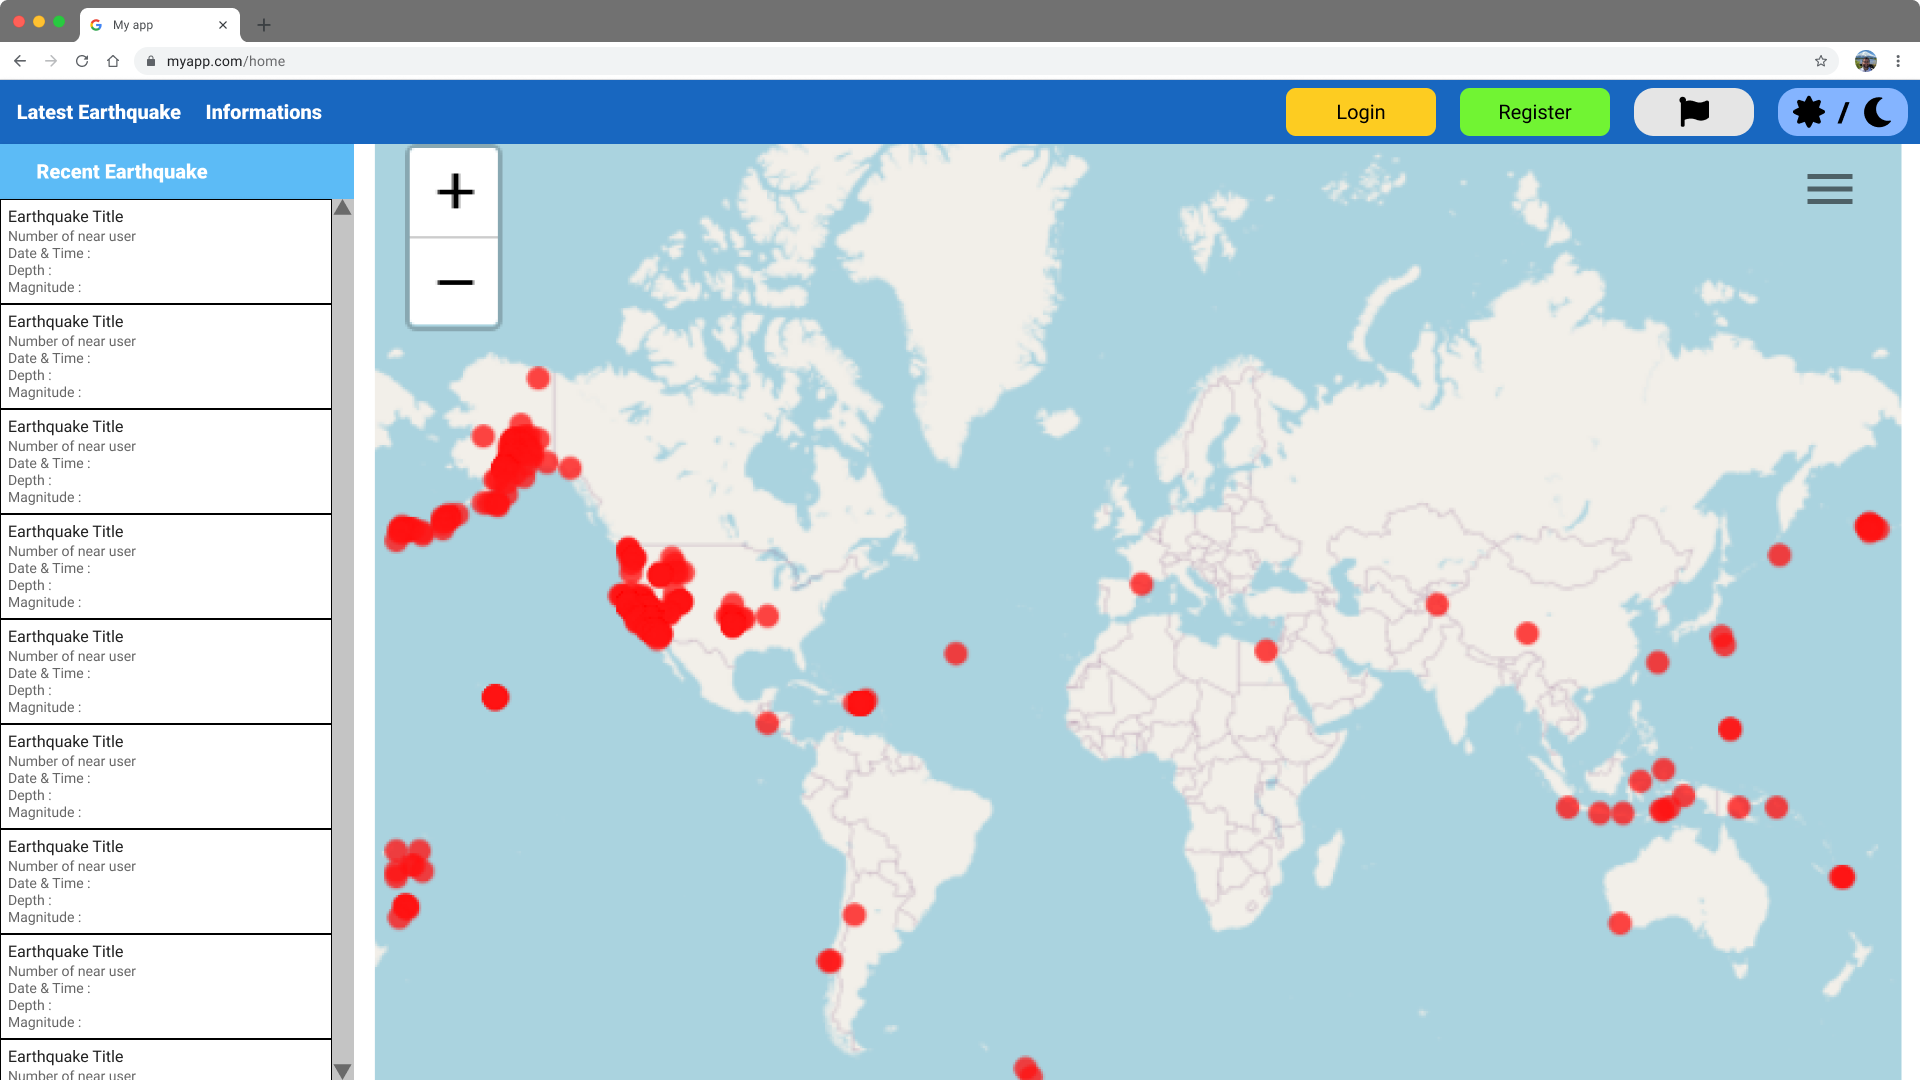 My app
myapp.com/home
Latest Earthquake Informations Login Register /
Recent Earthquake
Earthquake Title
Number of near user
Date & Time :
Depth :
Magnitude :
Earthquake Title
Number of near user
Date & Time :
Depth :
Magnitude :
Earthquake Title
Number of near user
Date & Time :
Depth :
Magnitude :
Earthquake Title
Number of near user
Date & Time :
Depth :
Magnitude :
Earthquake Title
Number of near user
Date & Time :
Depth :
Magnitude :
Earthquake Title
Number of near user
Date & Time :
Depth :
Magnitude :
Earthquake Title
Number of near user
Date & Time :
Depth :
Magnitude :
Earthquake Title
Number of near user
Date & Time :
Depth :
Magnitude :
Earthquake Title
Number of near user